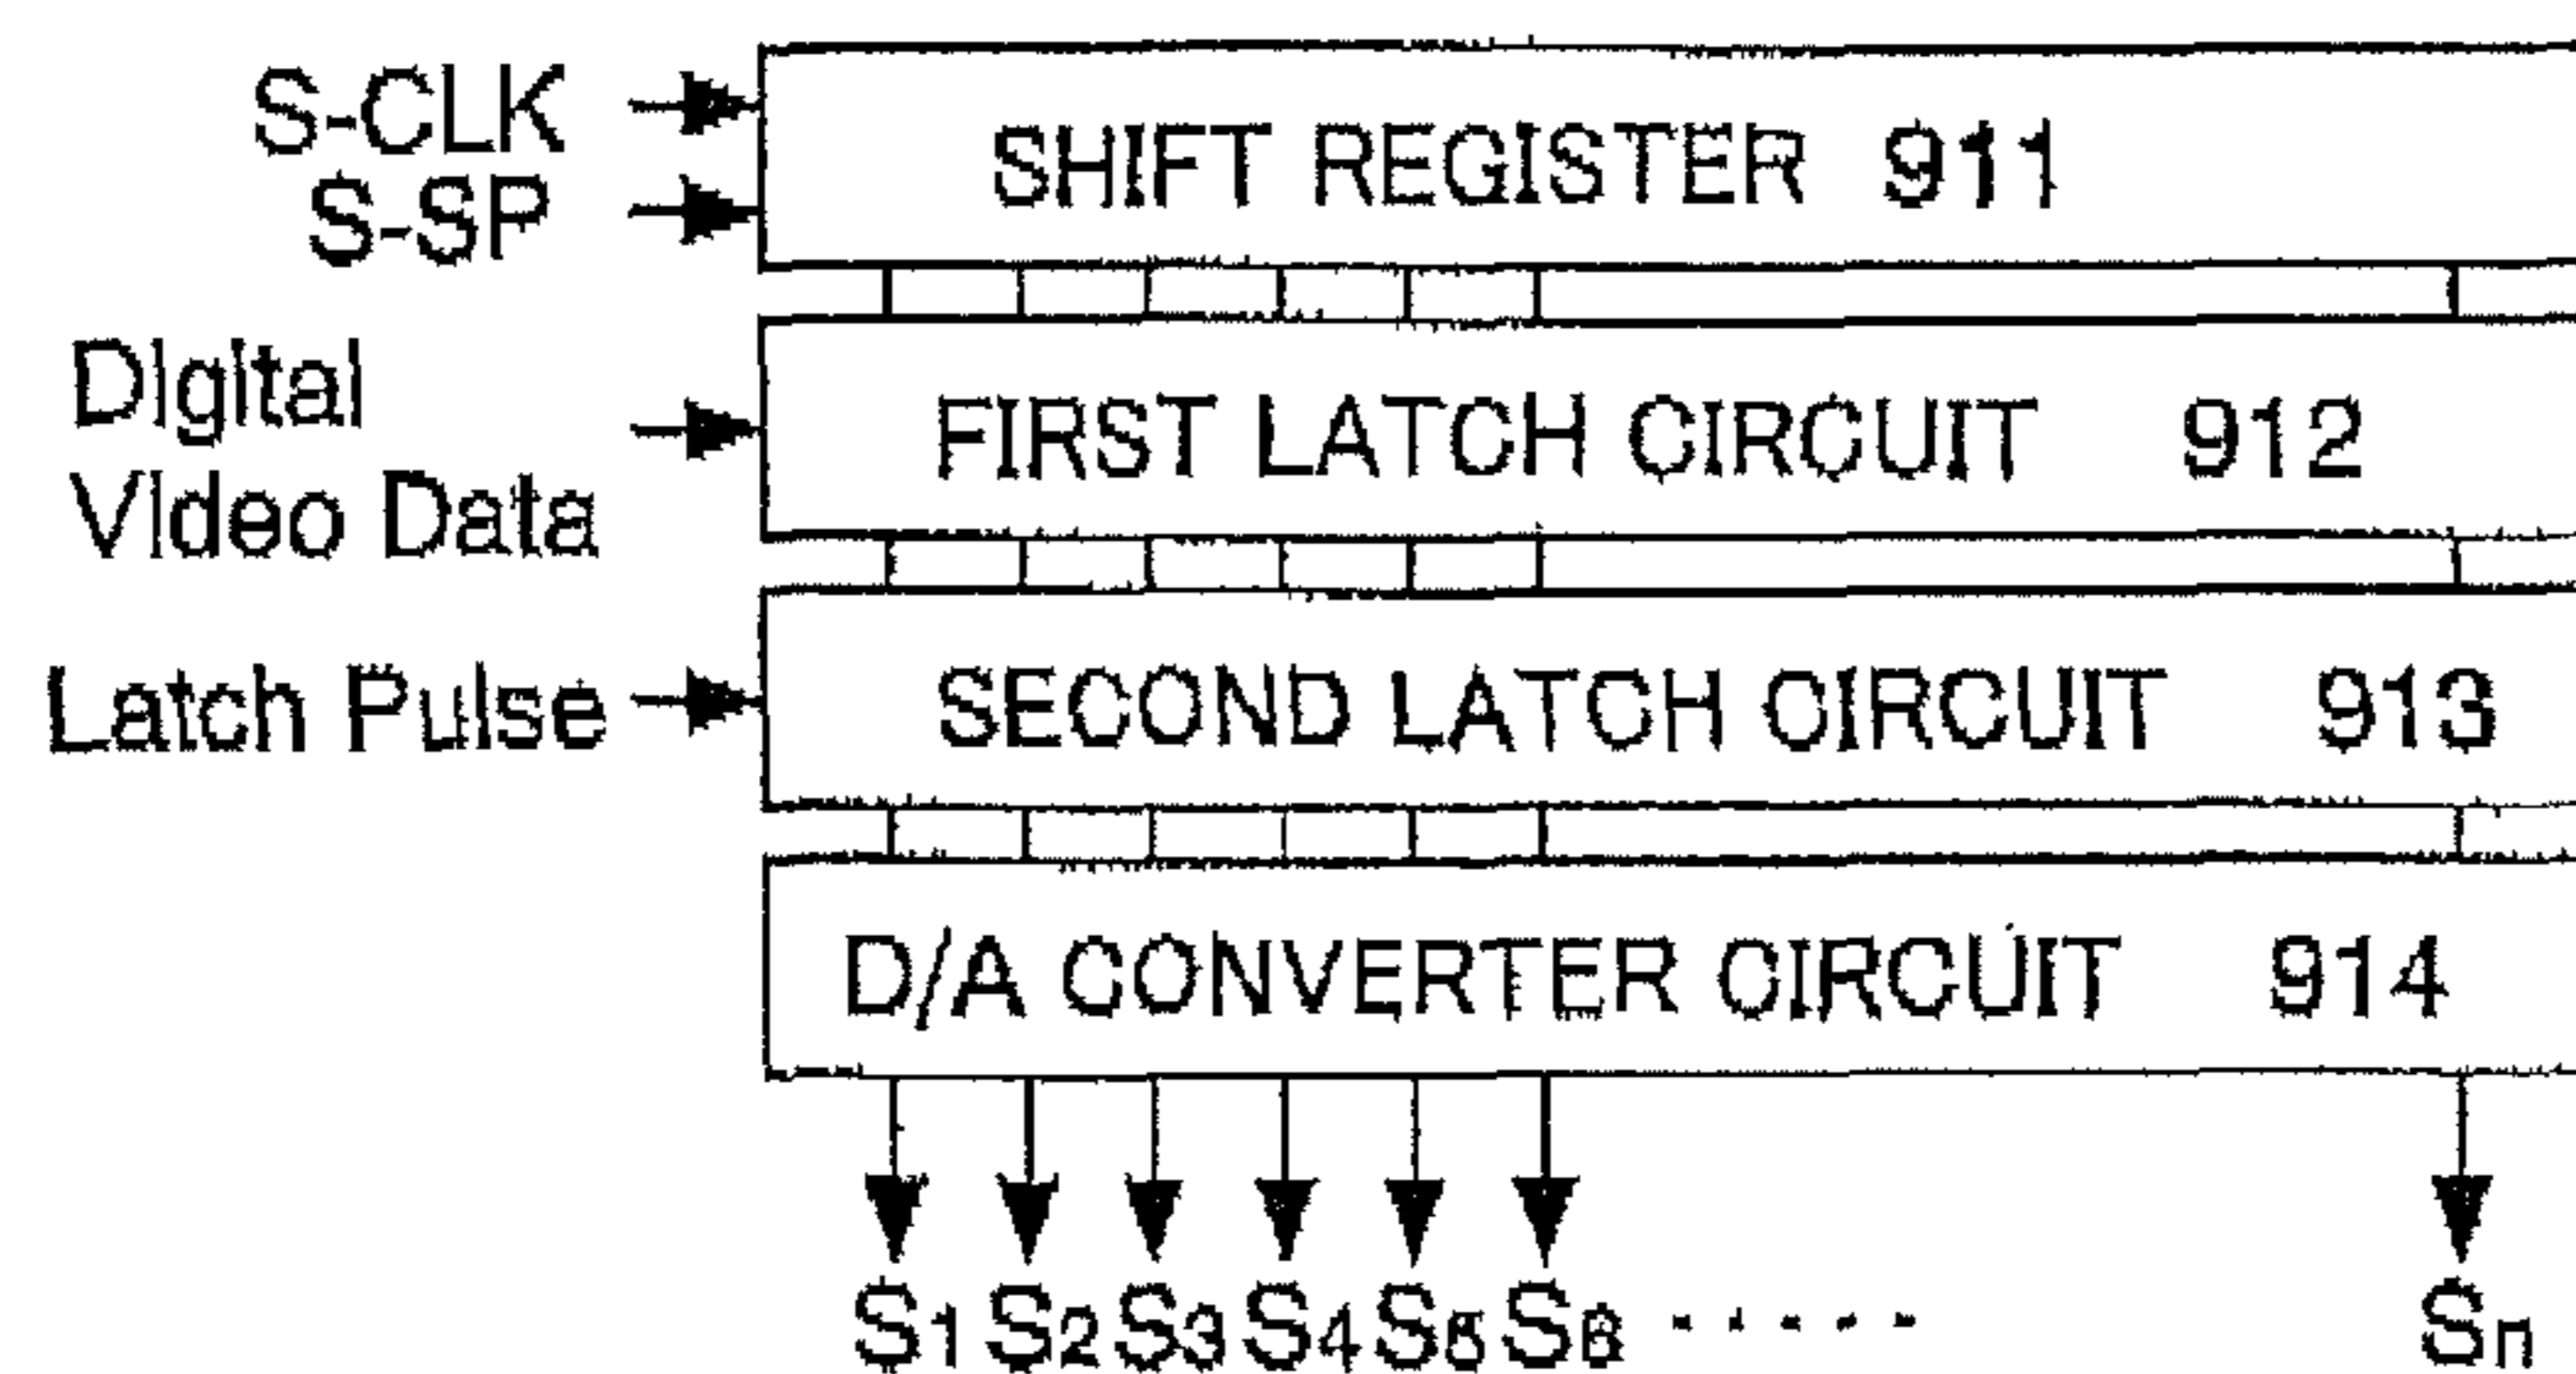 S-CLK
S-SP
SHIFT REGISTER 911
Digital
Video Data
FIRST LATCH CIRCUIT 912
Latch Pulse
SECOND LATCH CIRCUIT 913
D/A CONVERTER CIRCUIT 914
S1 S2 S3 S4 S5 S6 ····· Sn